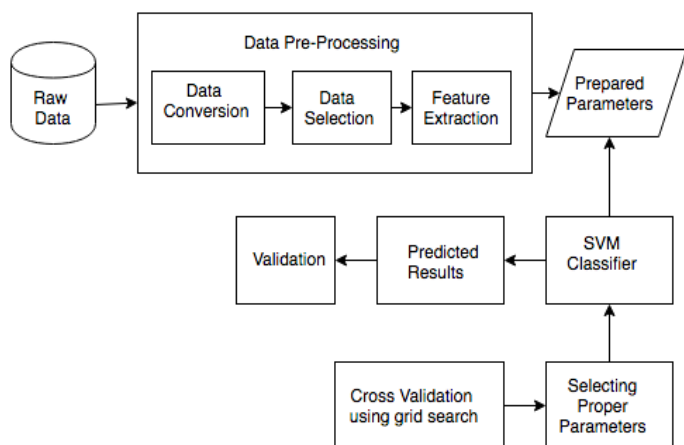 Data Pre-Processing
Raw
Data
Data
Conversion
Data
Selection
Feature
Extraction
Prepared
Parameters
Validation
Predicted
Results
SVM
Classifier
Cross Validation
using grid search
Selecting
Proper
Parameters